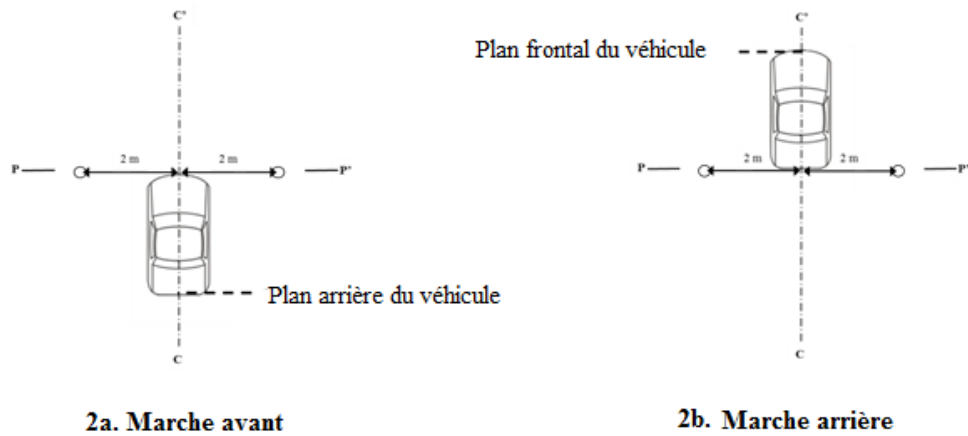 C'
2 m 2 m
P P'
Plan arrière du véhicule
C
2a. Marche avant
C'
Plan frontal du véhicule
2 m 2 m
P P'
C
2b. Marche arrière